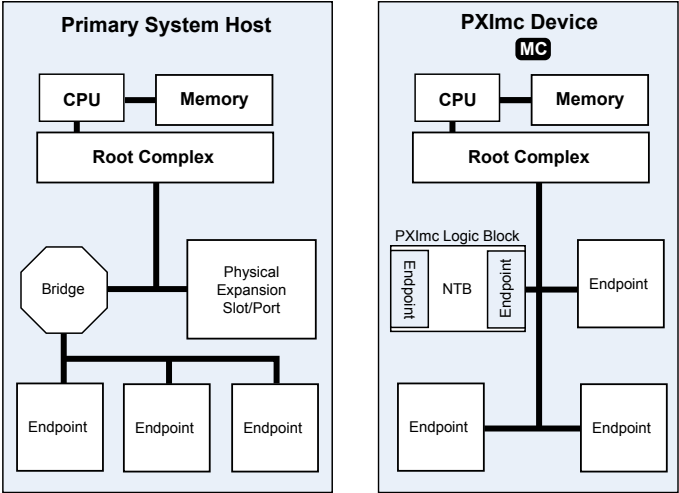 Primary System Host
CPU
Memory
Root Complex
Bridge
Physical
Expansion
Slot/Port
Endpoint
Endpoint
Endpoint
PXImc Device
MC
CPU
Memory
Root Complex
PXImc Logic Block
Endpoint
NTB
Endpoint
Endpoint
Endpoint
Endpoint